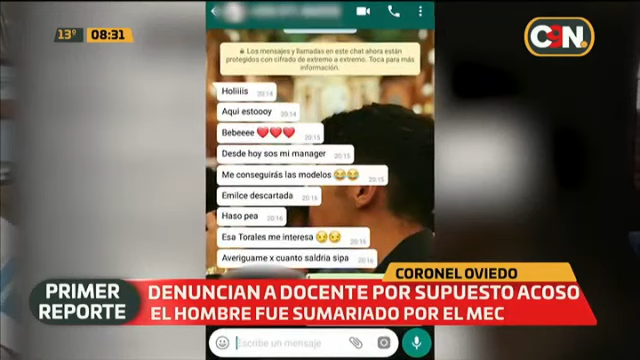 13º 08:31
C9N.
Los mensajes y llamadas en este chat ahora están
protegidos con cifrado de extremo a extremo. Toca para más
información.
Holiiiis 20:14
Aqui estoooy 20:14
Bebeeee ❤️❤️❤️ 20:15
Desde hoy sos mi manager 20:15
Me conseguirás las modelos 😂😂 20:15
Emilce descartada 20:16
Haso pea 20:16
Esa Torales me interesa 😏😏 20:16
Averiguame x cuanto saldria sipa 20:16
CORONEL OVIEDO
PRIMER
REPORTE
DENUNCIAN A DOCENTE POR SUPUESTO ACOSO
EL HOMBRE FUE SUMARIADO POR EL MEC
Escribe un mensaje